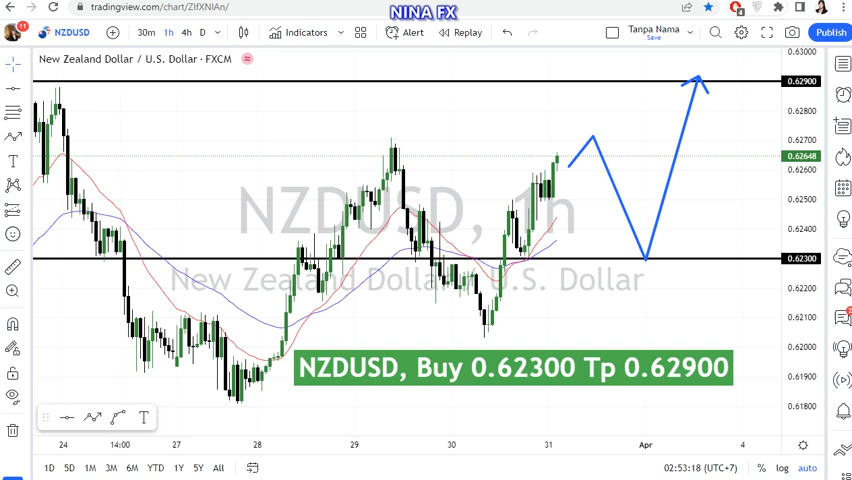 NINA FX
tradingview.com/chart/ZIfXNIAn/
11
4
NZDUSD
30m 1h 4h
Indicators
Alert
Replay
Tanpa Nama
Save
Publish
New Zealand Dollar / U.S. Dollar · FXCM
NZDUSD, 1h
New Zealand Dollar / U.S. Dollar
NZDUSD, Buy 0.62300 Tp 0.62900
0.63000
0.62900
0.62800
0.62700
0.62648
0.62600
0.62500
0.62400
0.62300
0.62200
0.62100
0.62000
0.61900
0.61800
24 14:00 27 28 29 30 31 Apr 4
1D 5D 1M 3M 6M YTD 1Y 5Y All
02:53:18 (UTC+7) % log auto